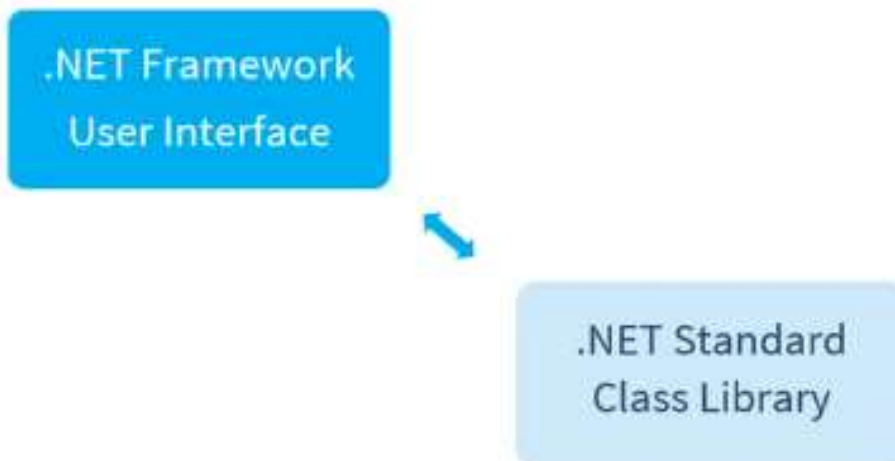 .NET Framework
User Interface
.NET Standard
Class Library